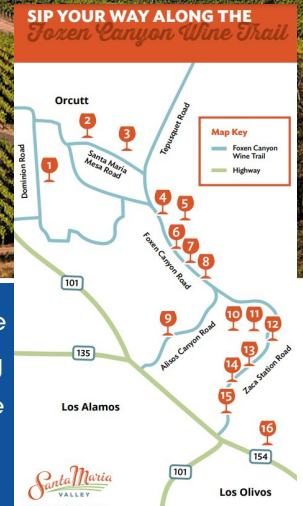 SIP YOUR WAY ALONG THE
Foxen Canyon Wine Trail
Orcutt
2
3
Tepusquet Road
Map Key
Foxen Canyon
Wine Trail
Highway
Dominion Road
1
Santa Maria
Mesa Road
4
5
6
7
8
Foxen Canyon Road
101
9
10
11
12
Alisos Canyon Road
135
13
14
Zaca Station Road
15
Los Alamos
16
154
101
Santa Maria
VALLEY
Los Olivos
e
g
e